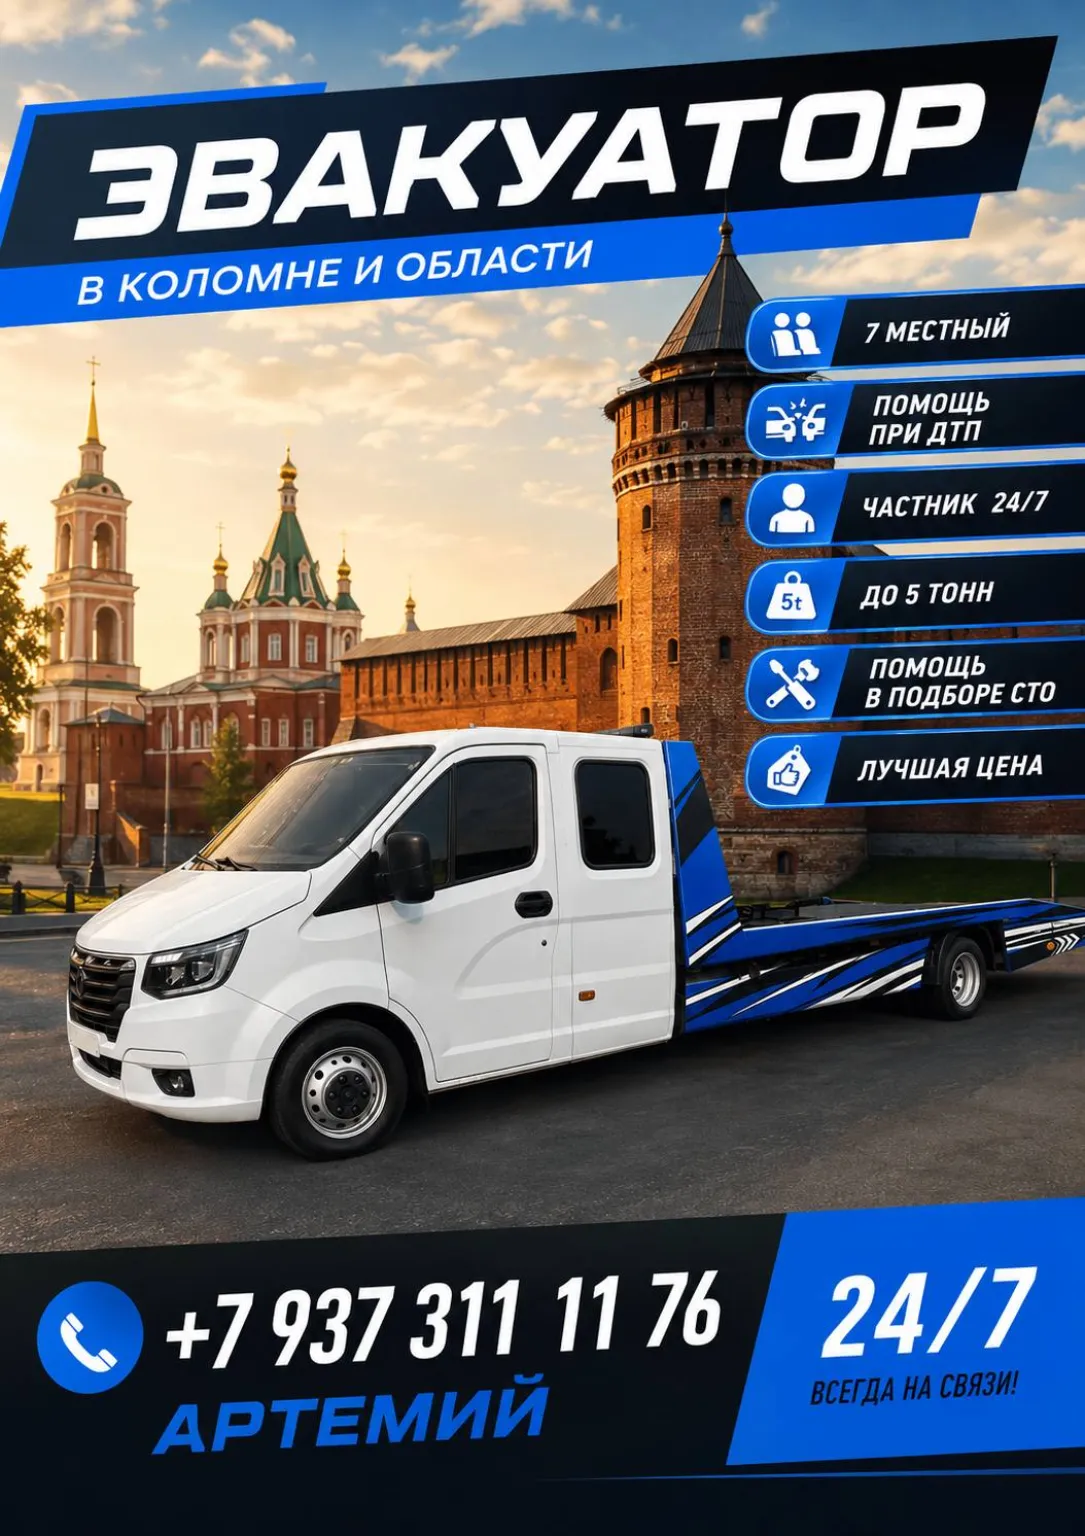 ЭВАКУАТОР
В КОЛОМНЕ И ОБЛАСТИ
7 МЕСТНЫЙ
ПОМОЩЬ
ПРИ ДТП
ЧАСТНИК 24/7
5t
ДО 5 ТОНН
ПОМОЩЬ
В ПОДБОРЕ СТО
ЛУЧШАЯ ЦЕНА
+7 937 311 11 76
АРТЕМИЙ
24/7
ВСЕГДА НА СВЯЗИ!